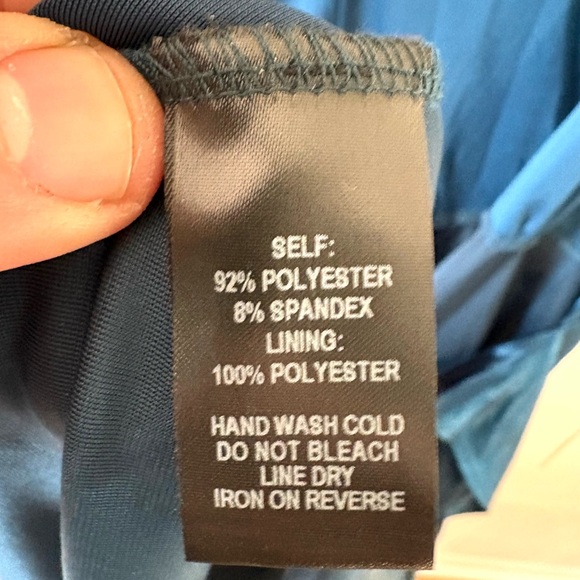 SELF:
92% POLYESTER
8% SPANDEX
LINING:
100% POLYESTER
HAND WASH COLD
DO NOT BLEACH
LINE DRY
IRON ON REVERSE